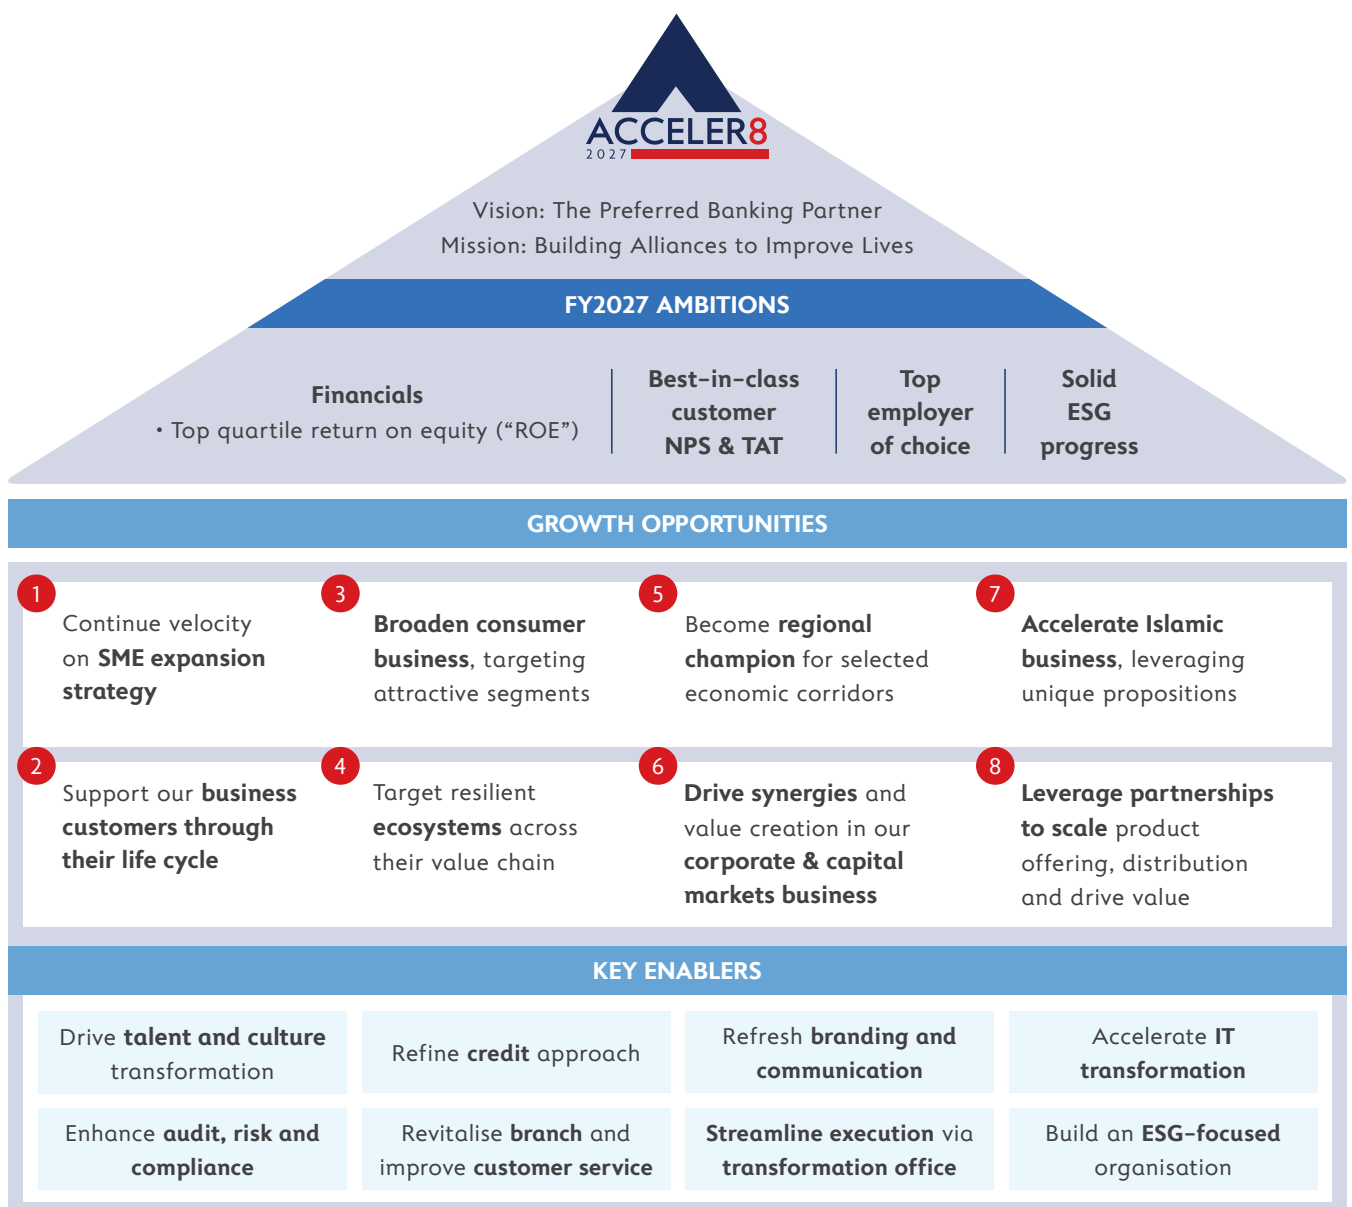 ACCELER8
2027
Vision: The Preferred Banking Partner
Mission: Building Alliances to Improve Lives
FY2027 AMBITIONS
Financials
• Top quartile return on equity (“ROE”)
Best-in-class
customer
NPS & TAT
Top
employer
of choice
Solid
ESG
progress
GROWTH OPPORTUNITIES
1
Continue velocity
on SME expansion
strategy
2
Support our business
customers through
their life cycle
3
Broaden consumer
business, targeting
attractive segments
4
Target resilient
ecosystems across
their value chain
5
Become regional
champion for selected
economic corridors
6
Drive synergies and
value creation in our
corporate & capital
markets business
7
Accelerate Islamic
business, leveraging
unique propositions
8
Leverage partnerships
to scale product
offering, distribution
and drive value
KEY ENABLERS
Drive talent and culture
transformation
Refine credit approach
Refresh branding and
communication
Accelerate IT
transformation
Enhance audit, risk and
compliance
Revitalise branch and
improve customer service
Streamline execution via
transformation office
Build an ESG-focused
organisation